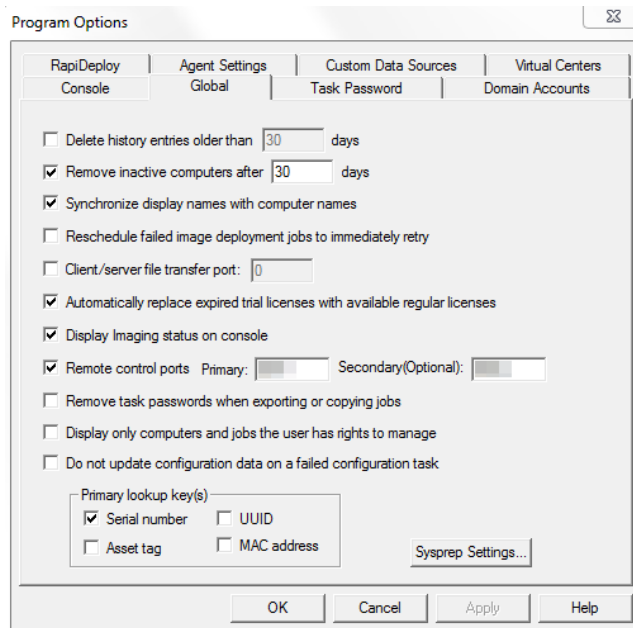 Program Options
RapiDeploy Agent Settings Custom Data Sources Virtual Centers
Console Global Task Password Domain Accounts
Delete history entries older than 30 days
Remove inactive computers after 30 days
Synchronize display names with computer names
Reschedule failed image deployment jobs to immediately retry
Client/server file transfer port: 0
Automatically replace expired trial licenses with available regular licenses
Display Imaging status on console
Remote control ports Primary: Secondary(Optional):
Remove task passwords when exporting or copying jobs
Display only computers and jobs the user has rights to manage
Do not update configuration data on a failed configuration task
Primary lookup key(s)
Serial number UUID
Asset tag MAC address
Sysprep Settings...
OK Cancel Apply Help